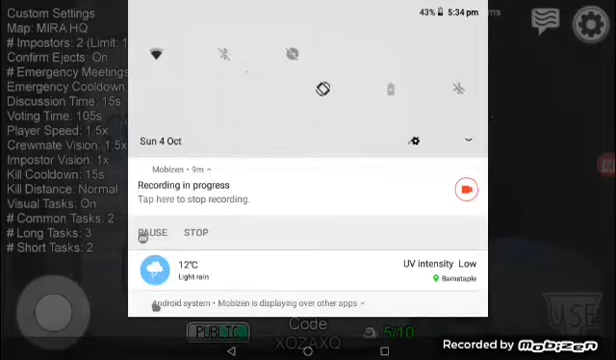 Custom Settings
Map: MIRA HQ
# Impostors: 2 (Limit: 1
Confirm Ejects: On
# Emergency Meetings
Emergency Cooldown:
Discussion Time: 15s
Voting Time: 105s
Player Speed: 1.5x
Crewmate Vision: 1.5x
Impostor Vision: 1x
Kill Cooldown: 15s
Kill Distance: Normal
Visual Tasks: On
# Common Tasks: 2
# Long Tasks: 3
# Short Tasks: 2
43% 5:34 pm
ms
Sun 4 Oct
Mobizen • 9m
Recording in progress
Tap here to stop recording.
PAUSE STOP
12°C
Light rain
UV intensity Low
Barnstaple
Android system • Mobizen is displaying over other apps
PUBLIC
Code
XOZAXQ
5/10
USE
Recorded by Mobizen